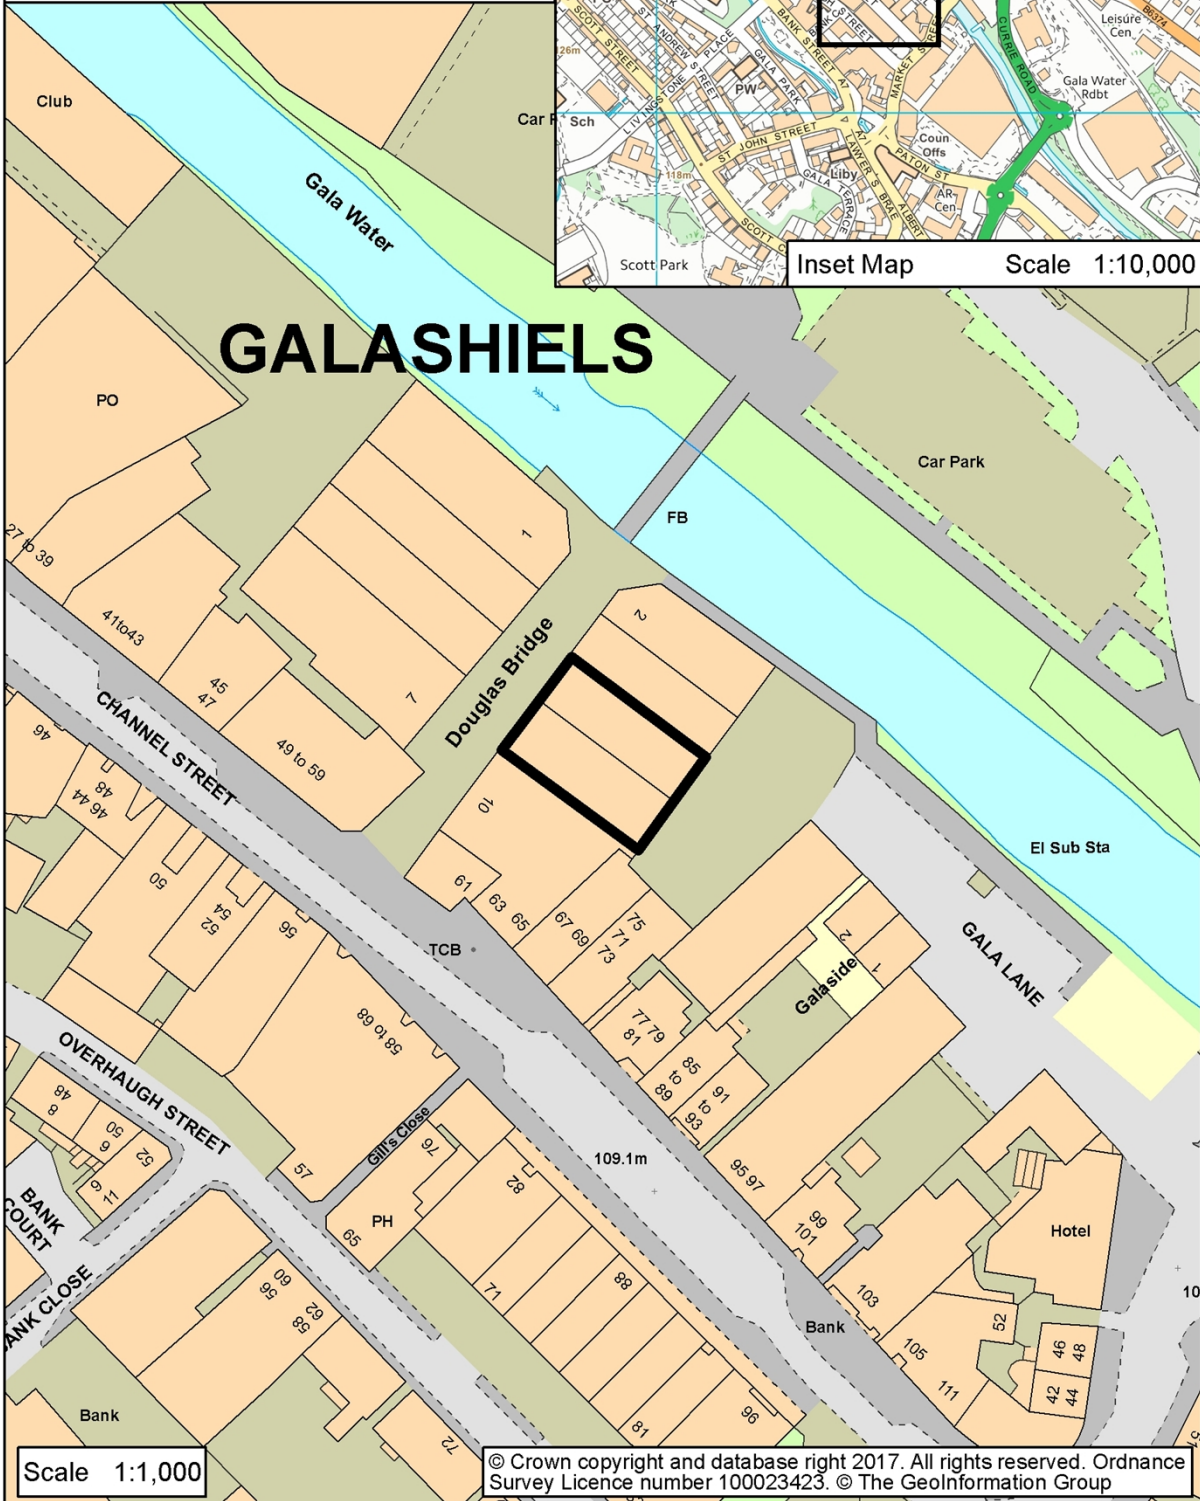 Club
Gala Water
GALASHIELS
Car P
PO
Car Park
FB
27 to 39
41to43
45
47
49 to 59
1
7
Douglas Bridge
2
10
61
63
65
67 69
75
71
73
77 79
81
85
to
89
91
to
93
95 97
99
101
103
105
111
CHANNEL STREET
46
48
46 44
50
54
52
56
58 to 68
TCB
El Sub Sta
GALA LANE
Galaside
2
1
OVERHAUGH STREET
48
8
50
6
52
9
11
57
Gill's Close
76
PH
65
82
71
88
81
96
109.1m
Hotel
10
52
46
48
42
44
Bank
BANK
COURT
BANK CLOSE
60
56
62
58
72
Bank
SCOTT STREET
ST ANDREW STREET
PLACE
LIVINGSTONE
GALA PARK
BANK STREET
A7
MARKET STREET
CURRIE ROAD
B6374
Leisure
Cen
Gala Water
Rdbt
126m
Sch
PW
ST JOHN STREET
118m
Coun
Offs
PATON ST
A7
LAWYER'S BRAE
Liby
GALA TERRACE
ALBERT
AR
Cen
SCOTT C
Scott Park
Inset Map Scale 1:10,000
Scale 1:1,000
© Crown copyright and database right 2017. All rights reserved. Ordnance
Survey Licence number 100023423. © The GeoInformation Group